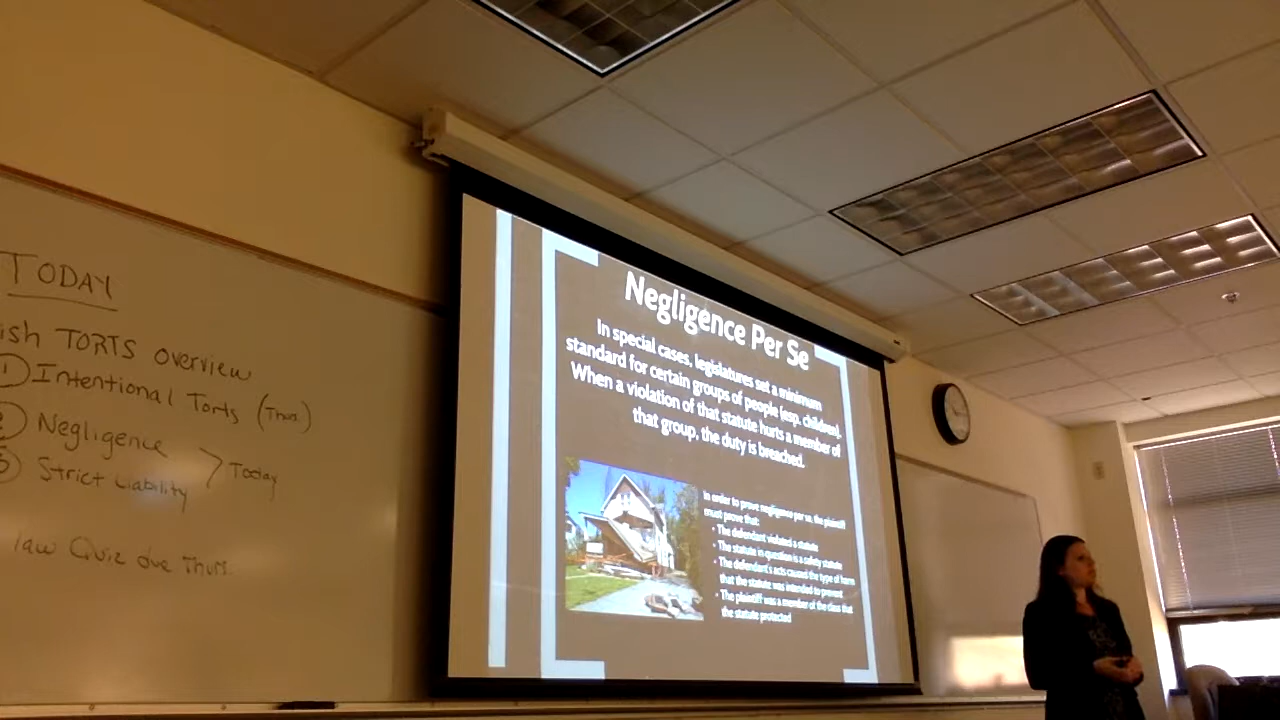 TODAY
ish TORTS overview
1 Intentional Torts (Thurs.)
Negligence
Strict Liability
Today
law Quiz due Thurs.
Negligence Per Se
In special cases, legislatures set a minimum
standard for certain groups of people (esp. children).
When a violation of that statute hurts a member of
that group, the duty is breached.
In order to prove negligence per se, the plaintiff
must prove that:
• The defendant violated a statute
• The statute in question is a safety statute
• The defendant's acts caused the type of harm
that the statute was intended to prevent
• The plaintiff was a member of the class that
the statute protected